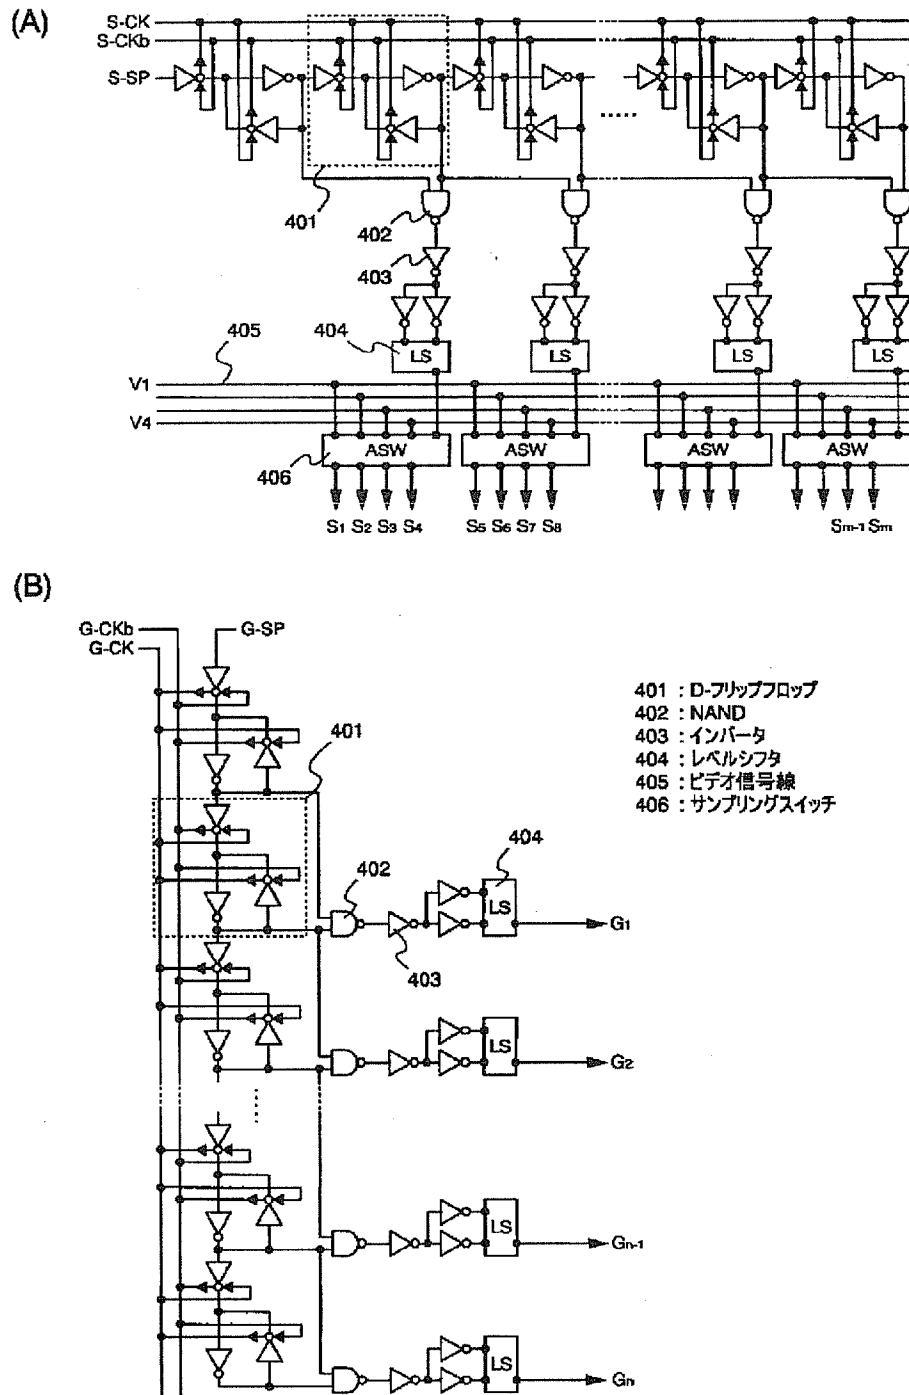 (A)
S-CK
S-CKb
S-SP
401
402
403
405
404
LS LS LS LS
V1
V4
406
ASW ASW ASW
S1 S2 S3 S4 S5 S6 S7 S8 Sm-1 Sm
(B)
G-CKb G-SP
G-CK
401 : D-フリップフロップ
402 : NAND
403 : インバータ
404 : レベルシフタ
405 : ビデオ信号線
406 : サンプリングスイッチ
401
402
404
LS
G1
403
LS
G2
LS
Gn-1
LS
Gn